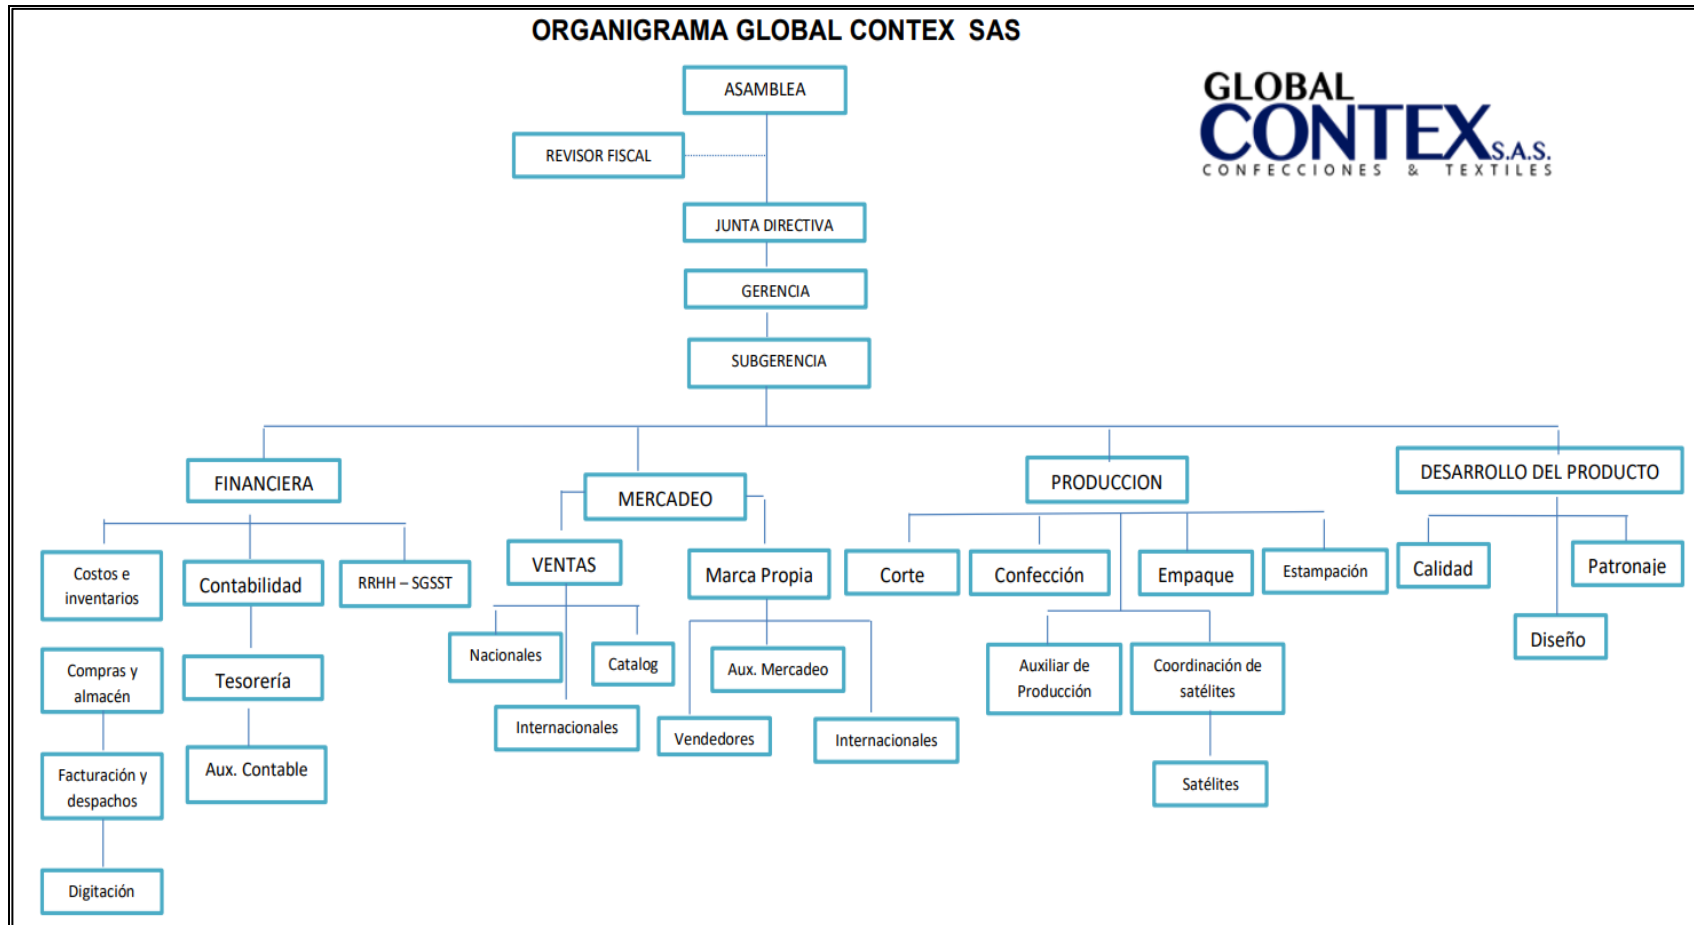 ORGANIGRAMA GLOBAL CONTEX SAS
GLOBAL
CONTEX S.A.S.
CONFECCIONES & TEXTILES
ASAMBLEA
REVISOR FISCAL
JUNTA DIRECTIVA
GERENCIA
SUBGERENCIA
FINANCIERA
MERCADEO
PRODUCCION
DESARROLLO DEL PRODUCTO
Costos e
inventarios
Contabilidad
RRHH – SGSST
VENTAS
Marca Propia
Corte
Confección
Empaque
Estampación
Calidad
Patronaje
Compras y
almacén
Tesorería
Nacionales
Catalog
Aux. Mercadeo
Auxiliar de
Producción
Coordinación de
satélites
Diseño
Internacionales
Vendedores
Internacionales
Facturación y
despachos
Aux. Contable
Satélites
Digitación